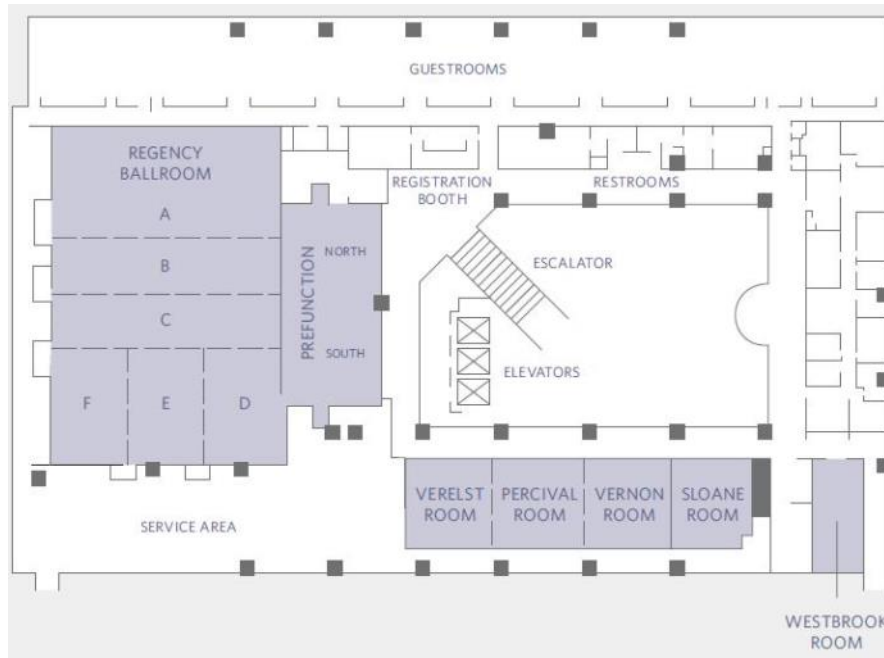 GUESTROOMS
REGENCY
BALLROOM
A
B
C
F
E
D
PREFUNCTION
NORTH
SOUTH
REGISTRATION
BOOTH
RESTROOMS
ESCALATOR
ELEVATORS
VERELST
ROOM
PERCIVAL
ROOM
VERNON
ROOM
SLOANE
ROOM
SERVICE AREA
WESTBROOK
ROOM